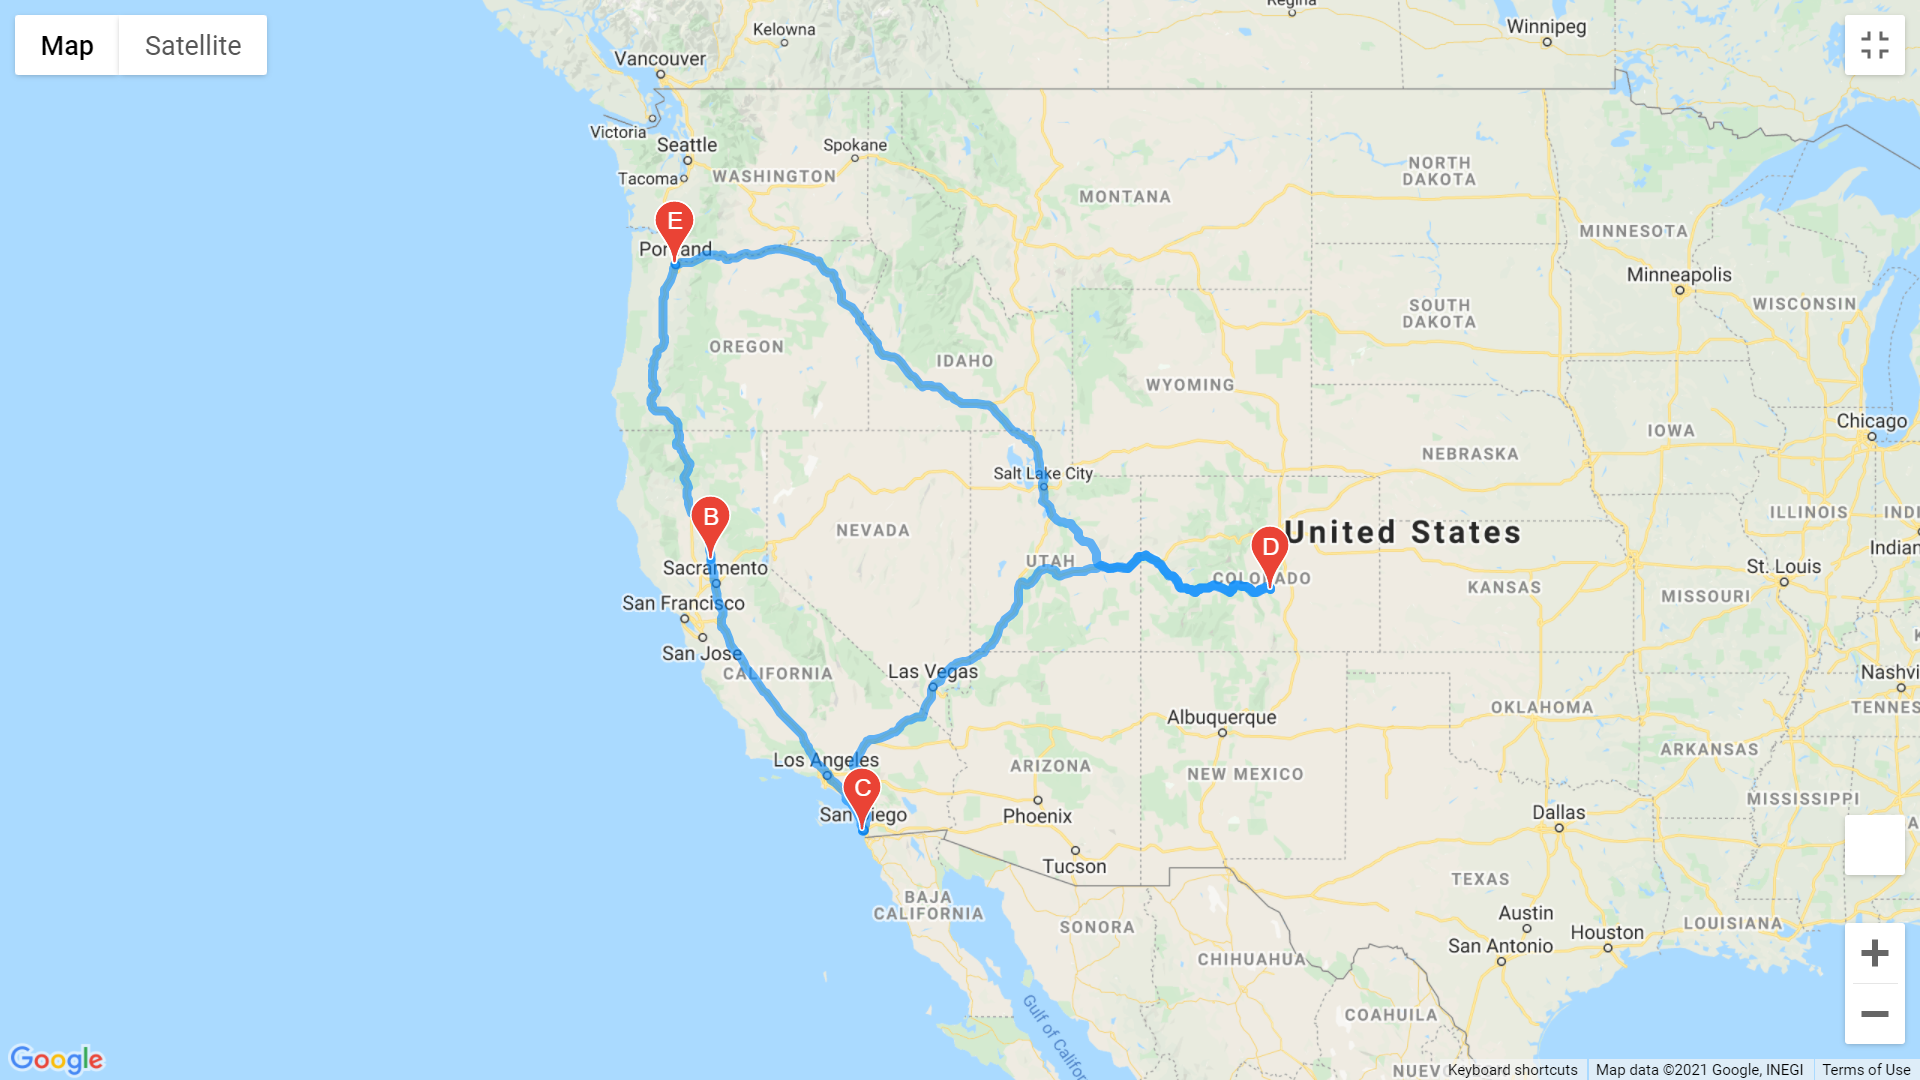 Regina
Kelowna
Winnipeg
Map
Satellite
Vancouver
Victoria
Seattle
Spokane
Tacoma
WASHINGTON
NORTH
DAKOTA
MONTANA
E
MINNESOTA
Portland
Minneapolis
SOUTH
DAKOTA
WISCONSIN
OREGON
IDAHO
WYOMING
Chicago
IOWA
NEBRASKA
Salt Lake City
B
ILLINOIS
INDI
NEVADA
United States
D
Indian
UTAH
COLORADO
St. Louis
Sacramento
KANSAS
MISSOURI
San Francisco
K
San Jose
CALIFORNIA
Las Vegas
Nashvi
OKLAHOMA
TENNES
Albuquerque
ARKANSAS
Los Angeles
ARIZONA
NEW MEXICO
C
MISSISSIPPI
San Diego
Phoenix
Dallas
A
Tucson
TEXAS
BAJA
CALIFORNIA
Austin
SONORA
LOUISIANA
Houston
San Antonio
CHIHUAHUA
Gulf of Califor
COAHUILA
Google
NUEVO
Keyboard shortcuts
Map data ©2021 Google, INEGI
Terms of Use